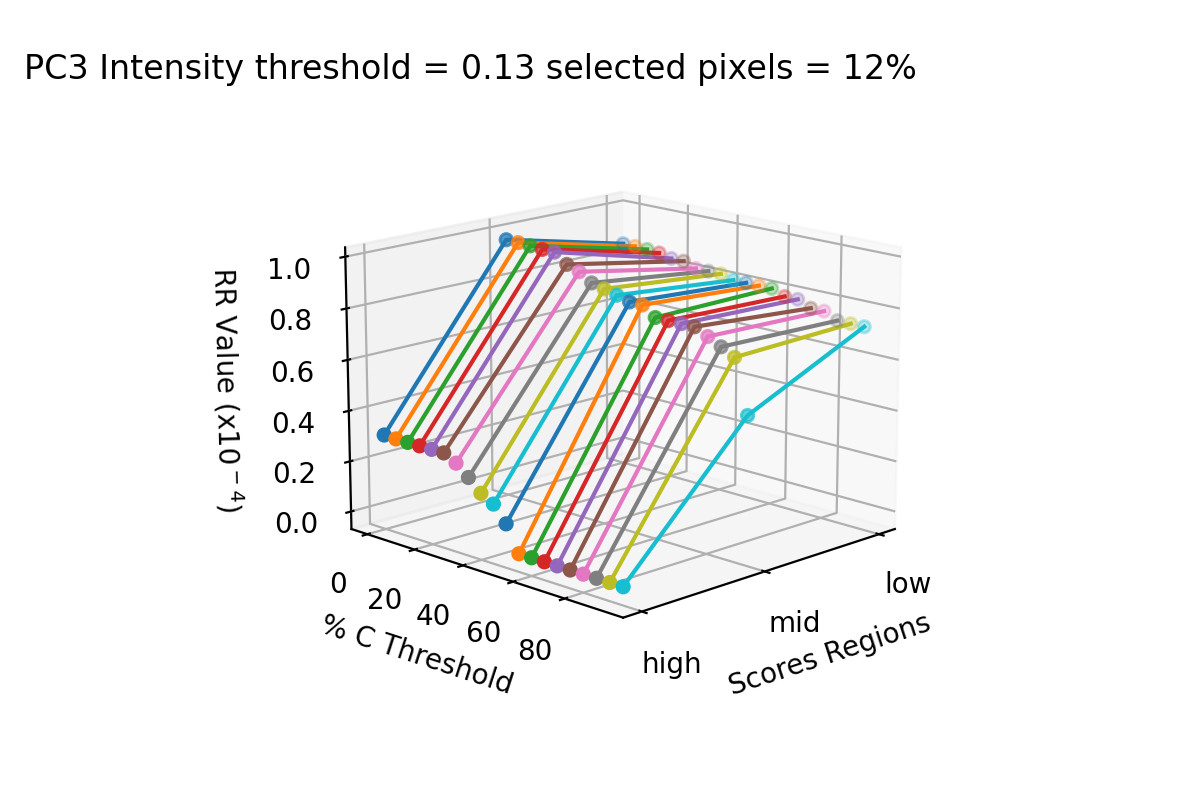 PC3 Intensity threshold = 0.13 selected pixels = 12%
RR Value (x10⁻⁴)
1.0
0.8
0.6
0.4
0.2
0.0
0
20
40
60
80
% C Threshold
high
mid
low
Scores Regions